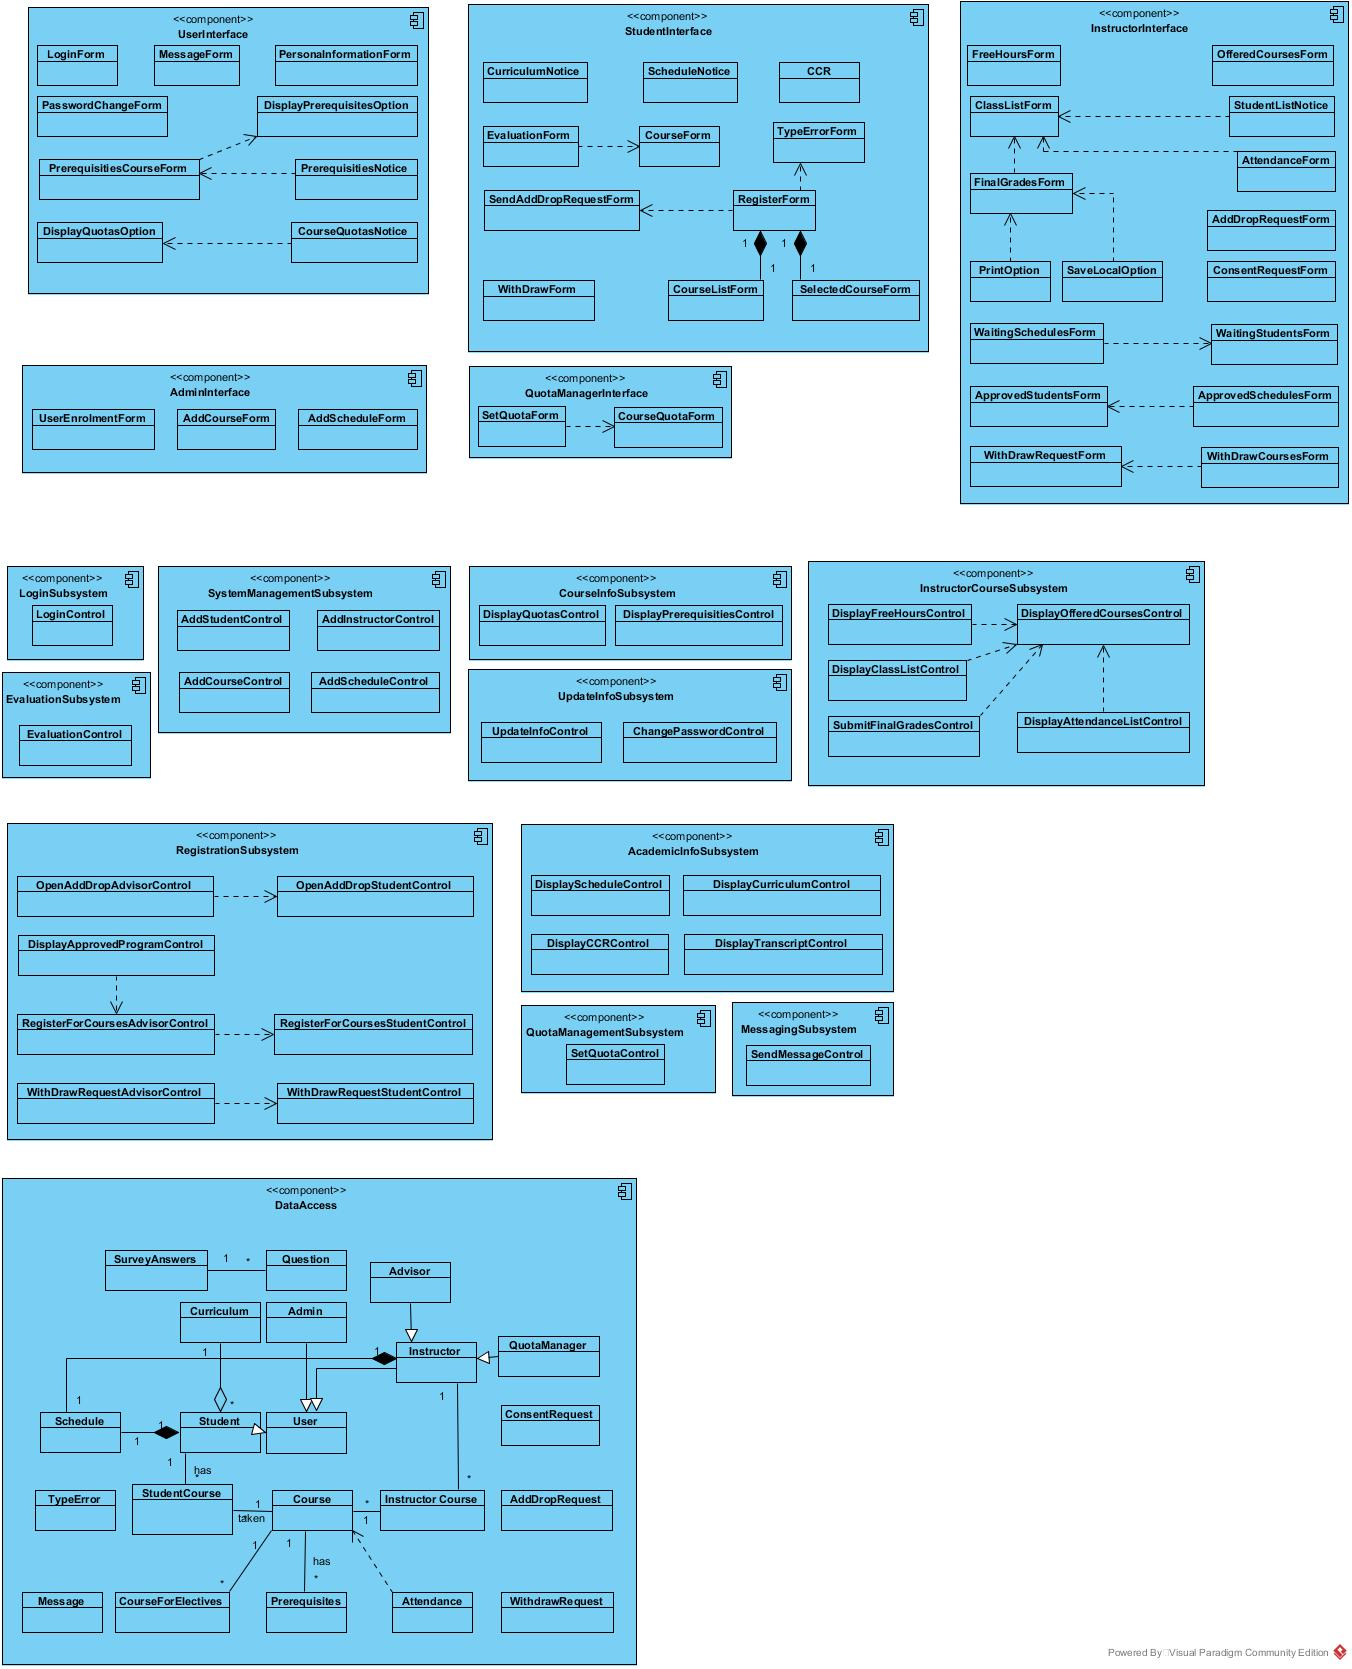 <<component>>
UserInterface
LoginForm
MessageForm
PersonalnformationForm
PasswordChangeForm
DisplayPrerequisitesOption
PrerequisitiesCourseForm
PrerequisitiesNotice
DisplayQuotasOption
CourseQuotasNotice
<<component>>
StudentInterface
CurriculumNotice
ScheduleNotice
CCR
EvaluationForm
CourseForm
TypeErrorForm
SendAddDropRequestForm
RegisterForm
1
1
1
1
WithDrawForm
CourseListForm
SelectedCourseForm
<<component>>
InstructorInterface
FreeHoursForm
OfferedCoursesForm
ClassListForm
StudentListNotice
AttendanceForm
FinalGradesForm
AddDropRequestForm
PrintOption
SaveLocalOption
ConsentRequestForm
WaitingSchedulesForm
WaitingStudentsForm
ApprovedStudentsForm
ApprovedSchedulesForm
WithDrawRequestForm
WithDrawCoursesForm
<<component>>
AdminInterface
UserEnrolmentForm
AddCourseForm
AddScheduleForm
<<component>>
QuotaManagerInterface
SetQuotaForm
CourseQuotaForm
<<component>>
LoginSubsystem
LoginControl
<<component>>
SystemManagementSubsystem
AddStudentControl
AddInstructorControl
AddCourseControl
AddScheduleControl
<<component>>
CourseInfoSubsystem
DisplayQuotasControl
DisplayPrerequisitiesControl
<<component>>
InstructorCourseSubsystem
DisplayFreeHoursControl
DisplayOfferedCoursesControl
DisplayClassListControl
SubmitFinalGradesControl
DisplayAttendanceListControl
<<component>>
EvaluationSubsystem
EvaluationControl
<<component>>
UpdateInfoSubsystem
UpdateInfoControl
ChangePasswordControl
<<component>>
RegistrationSubsystem
OpenAddDropAdvisorControl
OpenAddDropStudentControl
DisplayApprovedProgramControl
RegisterForCoursesAdvisorControl
RegisterForCoursesStudentControl
WithDrawRequestAdvisorControl
WithDrawRequestStudentControl
<<component>>
AcademicInfoSubsystem
DisplayScheduleControl
DisplayCurriculumControl
DisplayCCRControl
DisplayTranscriptControl
<<component>>
QuotaManagementSubsystem
SetQuotaControl
<<component>>
MessagingSubsystem
SendMessageControl
<<component>>
DataAccess
SurveyAnswers
1
*
Question
Advisor
Curriculum
Admin
1
1
Instructor
QuotaManager
1
*
1
Schedule
1
1
Student
User
ConsentRequest
1
has
*
*
TypeError
StudentCourse
1
taken
*
Course
*
1
Instructor Course
AddDropRequest
1
*
1
has
*
Message
CourseForElectives
Prerequisites
Attendance
WithdrawRequest
Powered By Visual Paradigm Community Edition